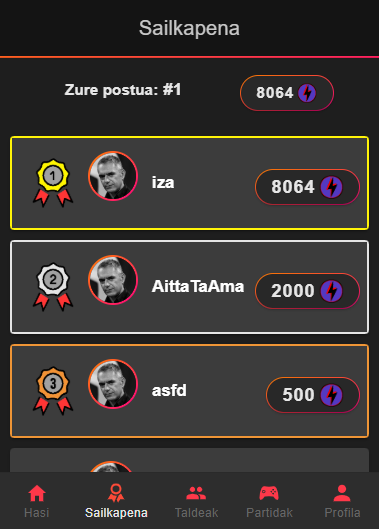 Sailkapena
Zure postua: #1
8064
1
iza
8064
2
AittaTaAma
2000
3
asfd
500
Hasi
Sailkapena
Taldeak
Partidak
Profila